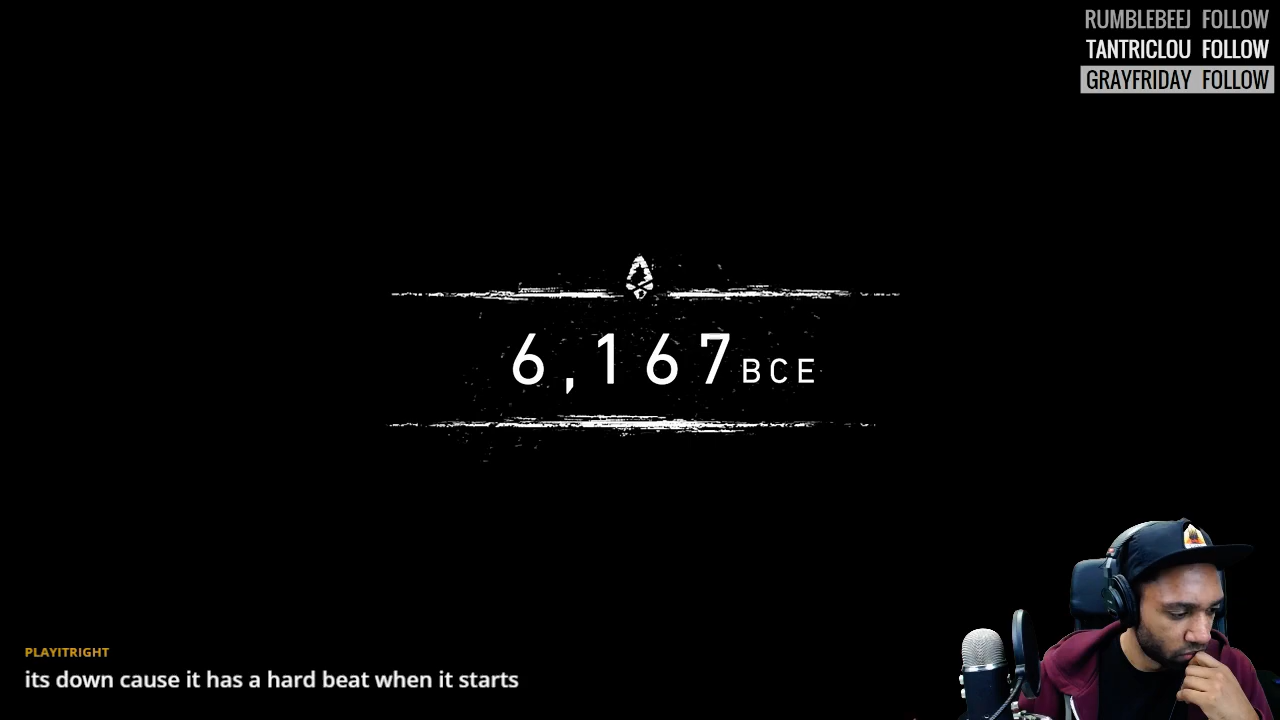 RUMBLEBEEJ FOLLOW
TANTRICLOU FOLLOW
GRAYFRIDAY FOLLOW
6,167 BCE
PLAYITRIGHT
its down cause it has a hard beat when it starts